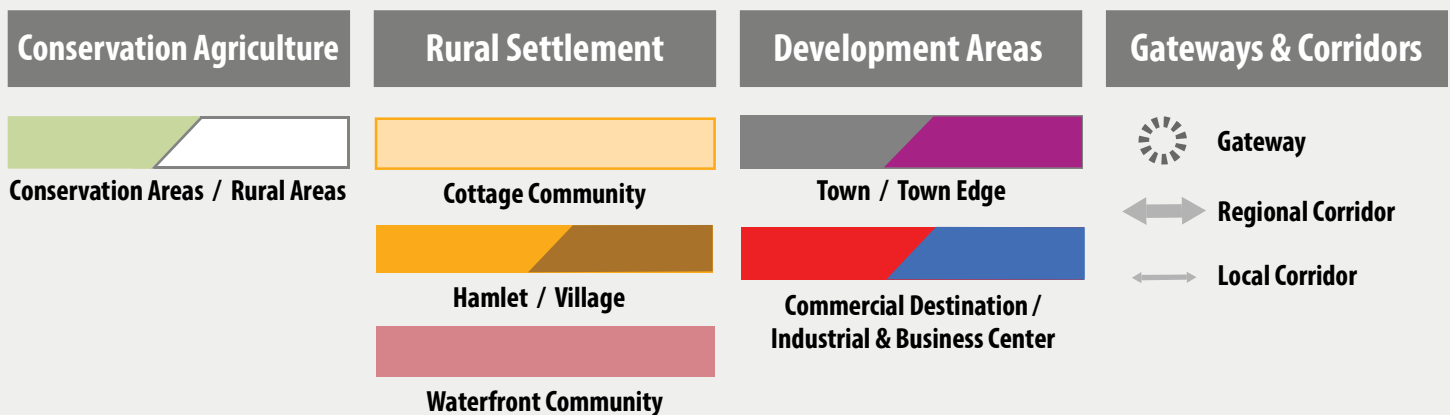 Conservation Agriculture
Conservation Areas / Rural Areas
Rural Settlement
Cottage Community
Hamlet / Village
Waterfront Community
Development Areas
Town / Town Edge
Commercial Destination /
Industrial & Business Center
Gateways & Corridors
Gateway
Regional Corridor
Local Corridor